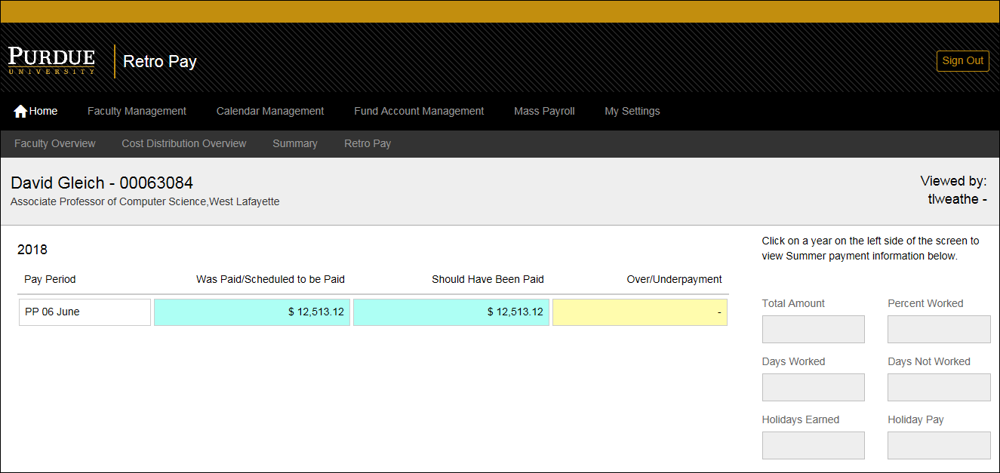 PURDUE
UNIVERSITY
Retro Pay
Sign Out
Home Faculty Management Calendar Management Fund Account Management Mass Payroll My Settings
Faculty Overview Cost Distribution Overview Summary Retro Pay
David Gleich - 00063084
Associate Professor of Computer Science,West Lafayette
Viewed by:
tlweathe -
2018
Pay Period Was Paid/Scheduled to be Paid Should Have Been Paid Over/Underpayment
PP 06 June $ 12,513.12 $ 12,513.12 -
Click on a year on the left side of the screen to
view Summer payment information below.
Total Amount Percent Worked
Days Worked Days Not Worked
Holidays Earned Holiday Pay